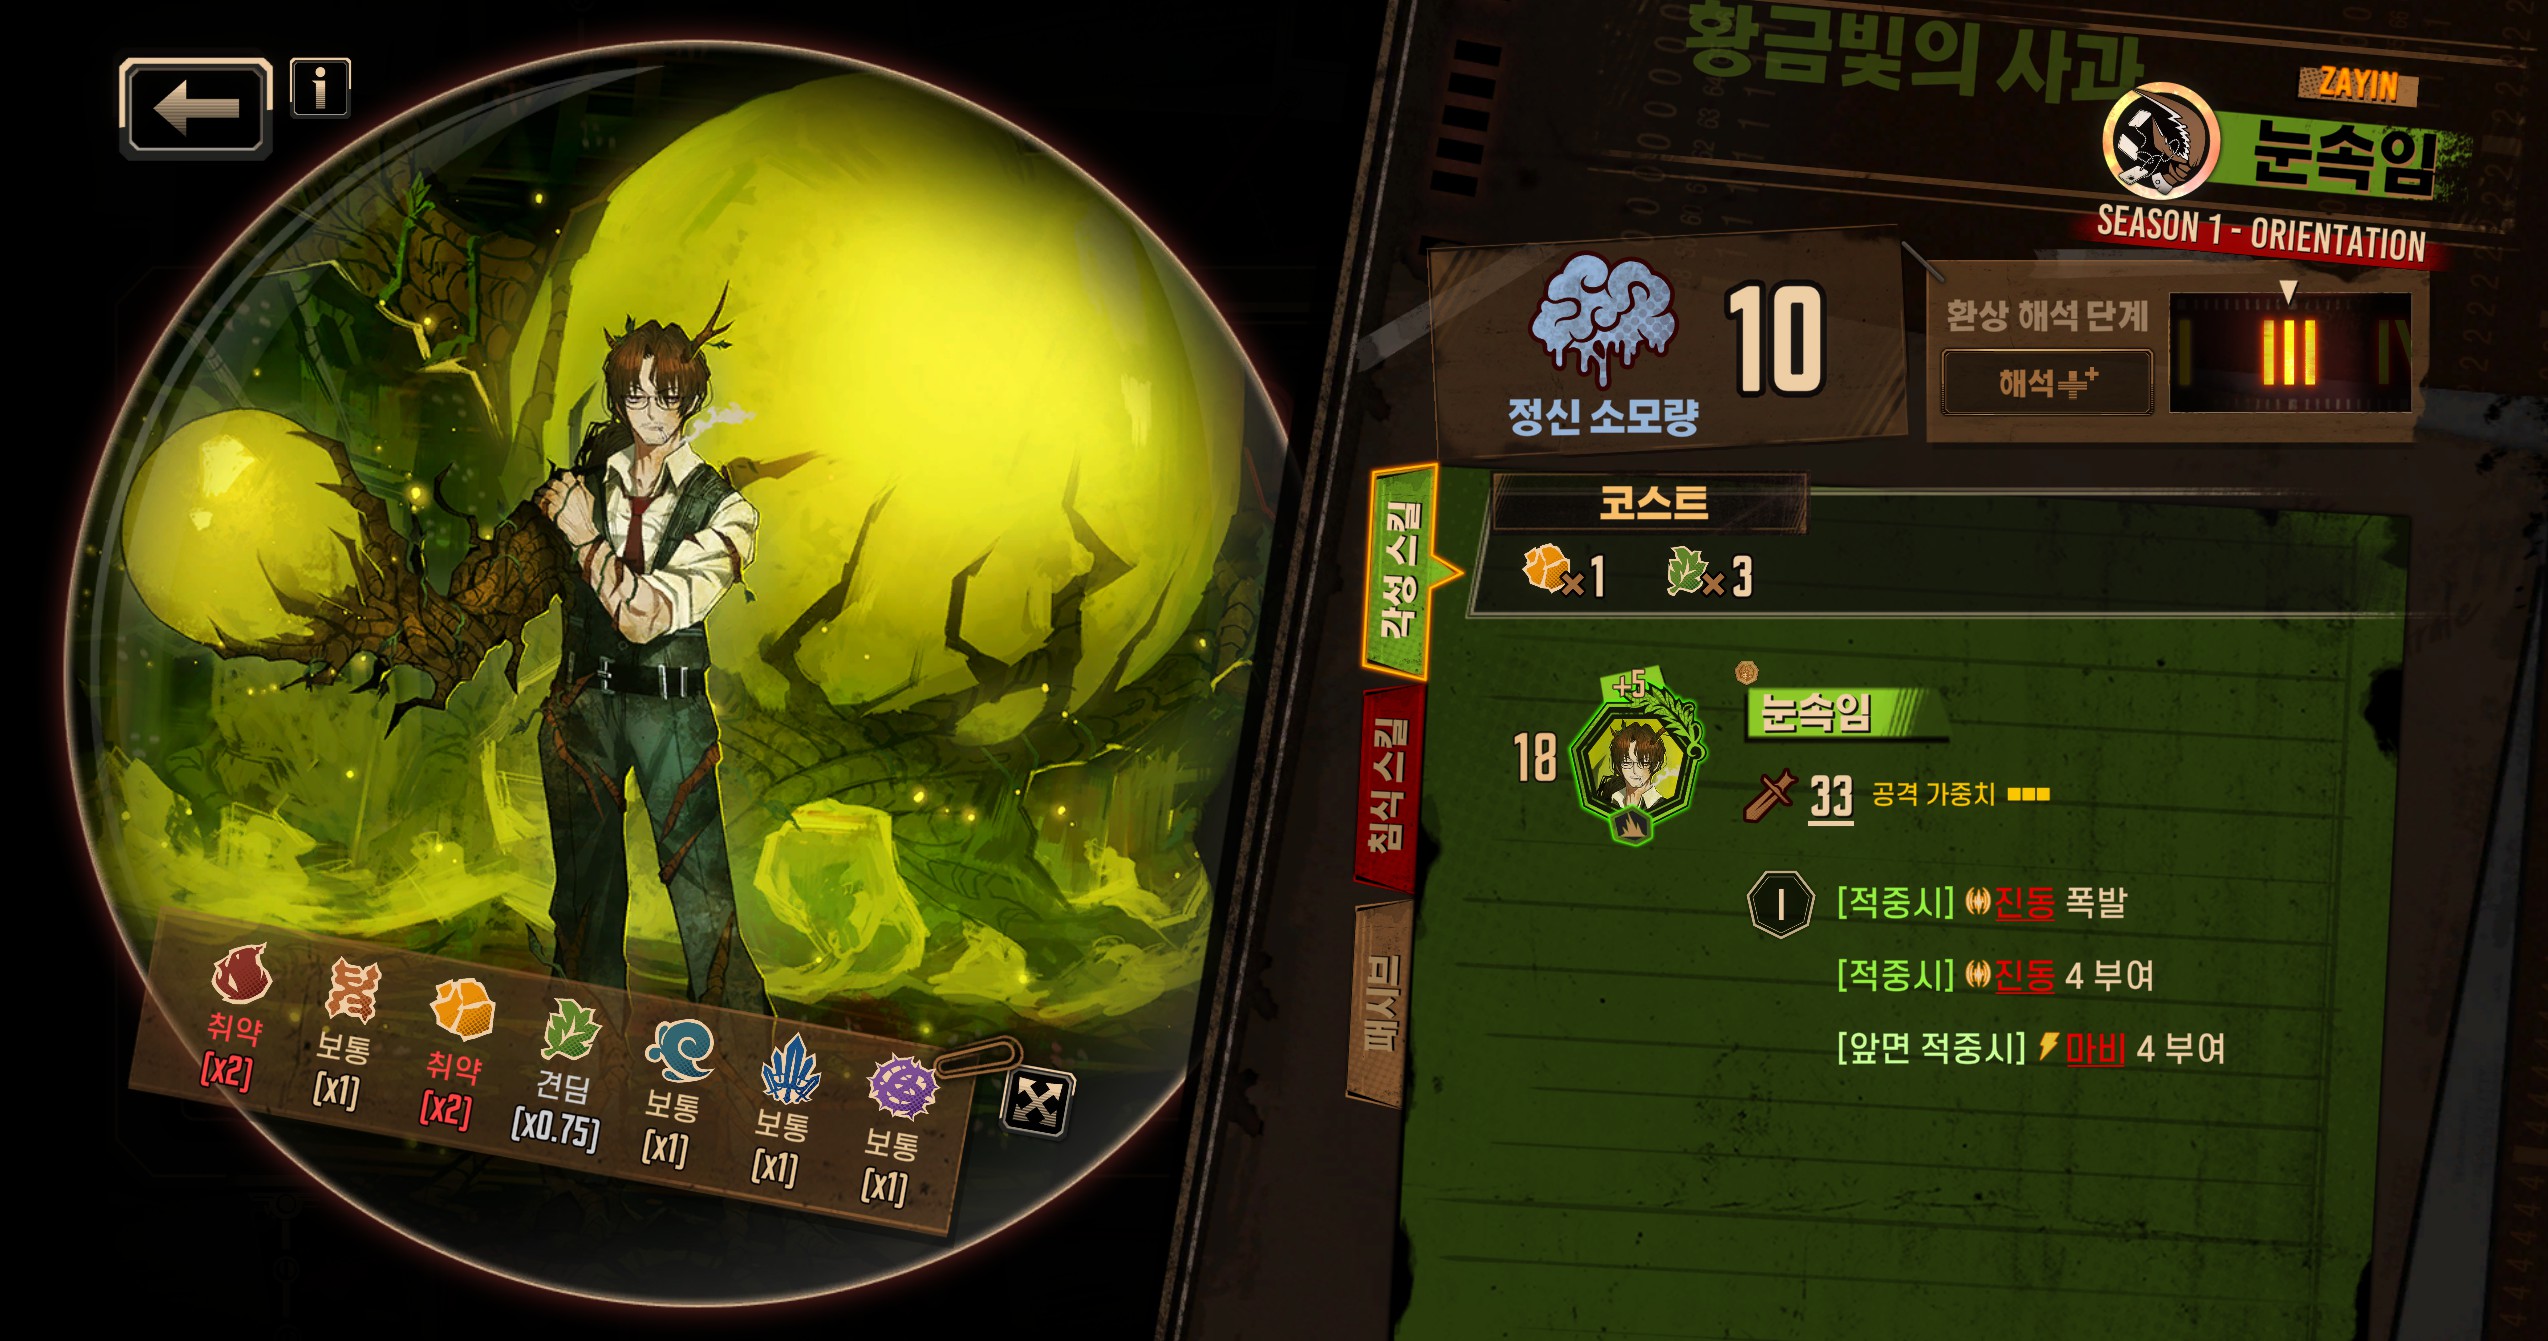 황금빛의 사과
ZAYIN
눈속임
SEASON 1 - ORIENTATION
정신 소모량
10
환상 해석 단계
해석
III
각성 스킬
침식 스킬
패시브
코스트
×1 ×3
18
+5
눈속임
33 공격 가중치
I
[적중시] 진동 폭발
[적중시] 진동 4 부여
[앞면 적중시] 마비 4 부여
취약 보통 취약 견딤 보통 보통 보통
[x2] [x1] [x2] [x0.75] [x1] [x1] [x1]